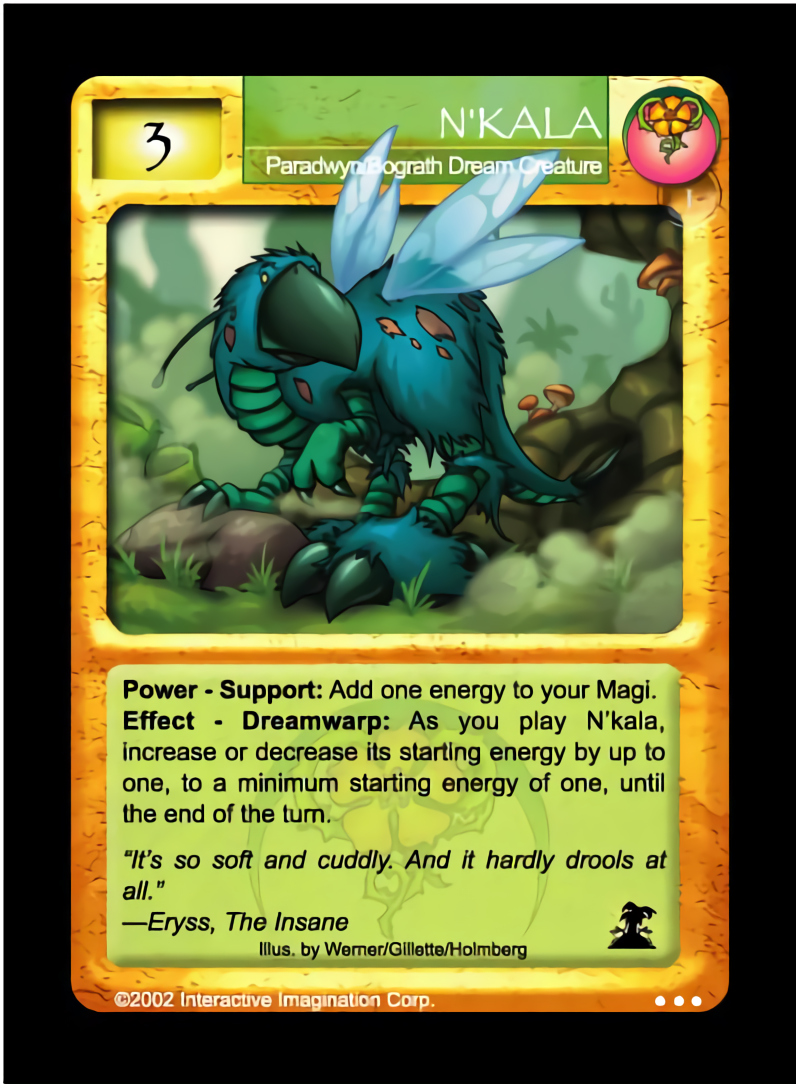 3
N'KALA
Paradwyn/Bograth Dream Creature
1
Power - Support: Add one energy to your Magi.
Effect - Dreamwarp: As you play N'kala,
increase or decrease its starting energy by up to
one, to a minimum starting energy of one, until
the end of the turn.
"It's so soft and cuddly. And it hardly drools at
all."
—Eryss, The Insane
Illus. by Werner/Gillette/Holmberg
©2002 Interactive Imagination Corp.